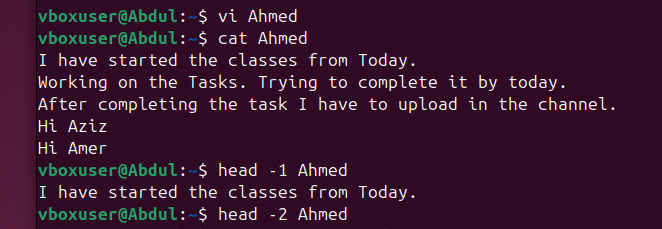 vboxuser@Abdul:~$ vi Ahmed
vboxuser@Abdul:~$ cat Ahmed
I have started the classes from Today.
Working on the Tasks. Trying to complete it by today.
After completing the task I have to upload in the channel.
Hi Aziz
Hi Amer
vboxuser@Abdul:~$ head -1 Ahmed
I have started the classes from Today.
vboxuser@Abdul:~$ head -2 Ahmed